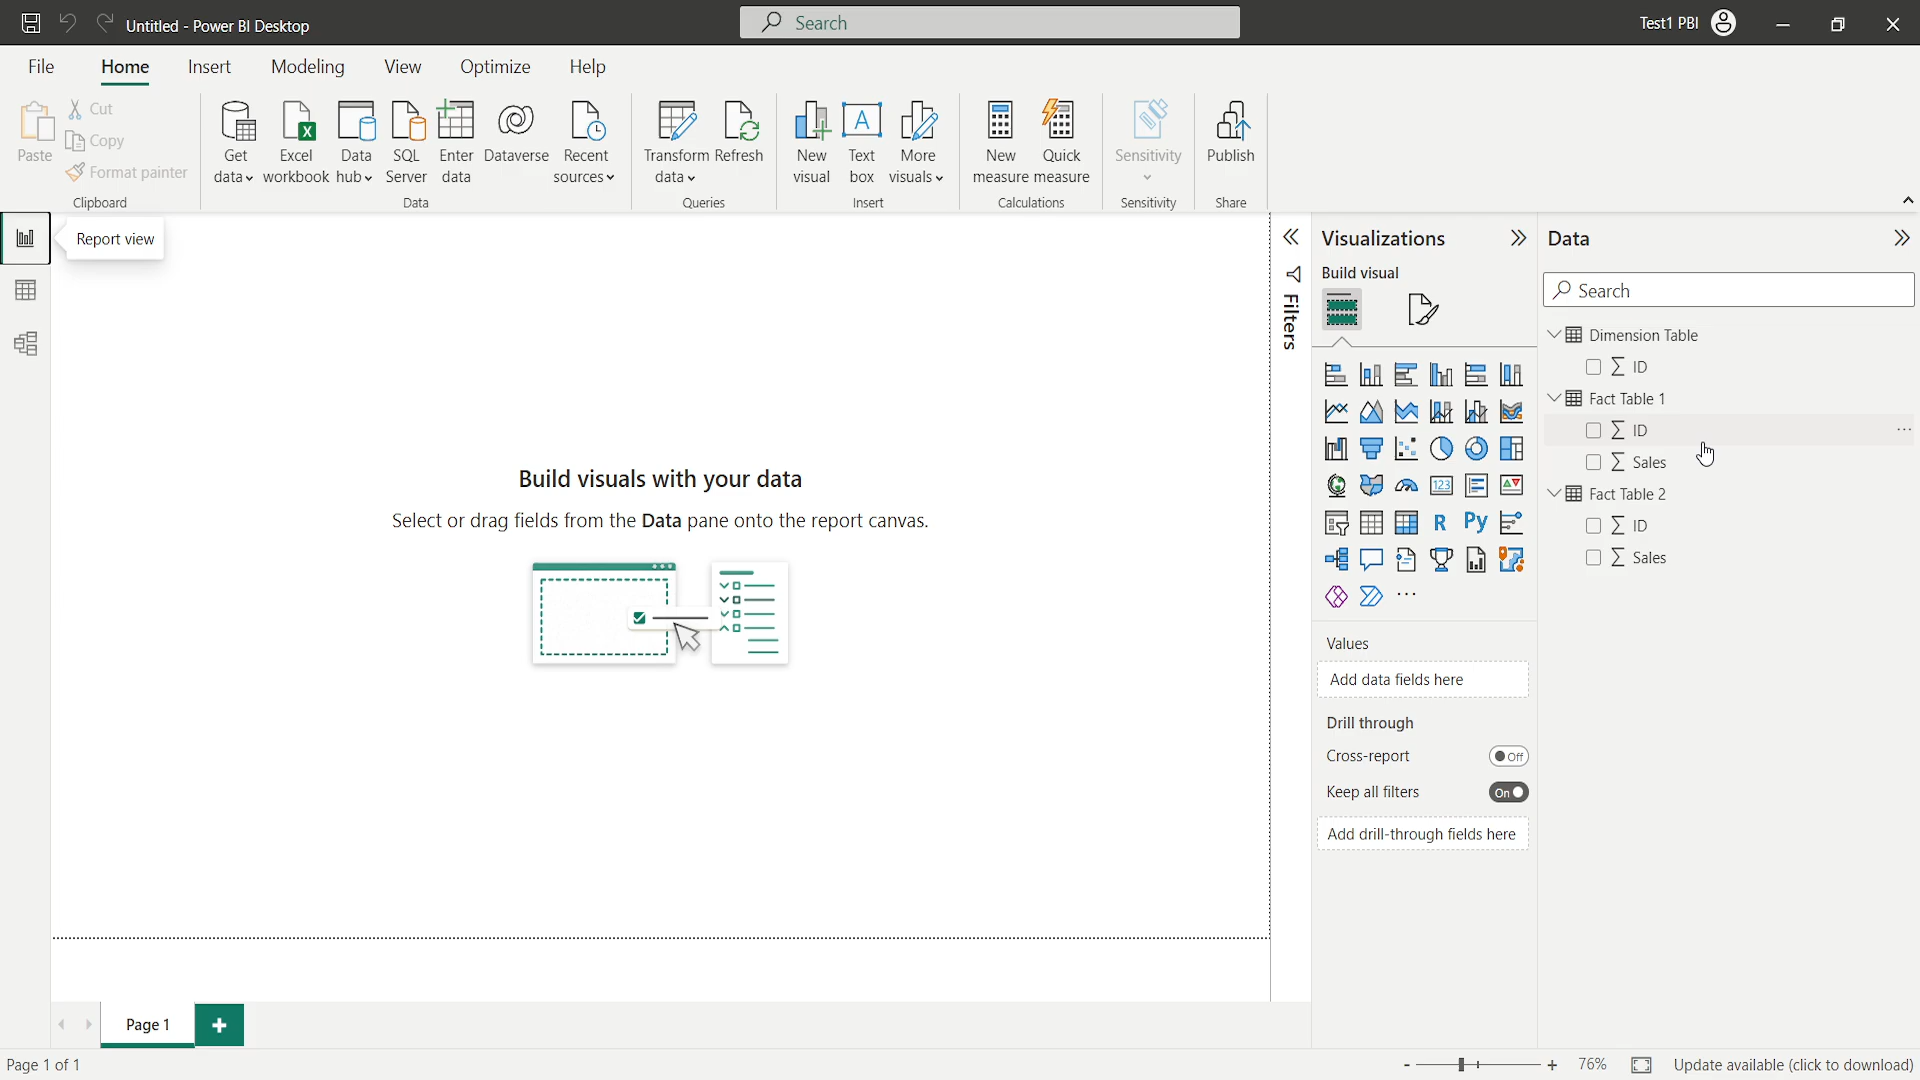 Untitled - Power BI Desktop
Search
Test1 PBI
File Home Insert Modeling View Optimize Help
Paste
Cut
Copy
Format painter
Clipboard
Get data
Excel workbook
Data hub
SQL Server
Enter data
Dataverse
Recent sources
Data
Transform data
Refresh
Queries
New visual
Text box
More visuals
Insert
New measure
Quick measure
Calculations
Sensitivity
Sensitivity
Publish
Share
Report view
Build visuals with your data
Select or drag fields from the Data pane onto the report canvas.
Filters
Visualizations
Build visual
123
R
Py
Values
Add data fields here
Drill through
Cross-report
Off
Keep all filters
On
Add drill-through fields here
Data
Search
Dimension Table
ID
Fact Table 1
ID
Sales
Fact Table 2
ID
Sales
Page 1
Page 1 of 1
76%
Update available (click to download)